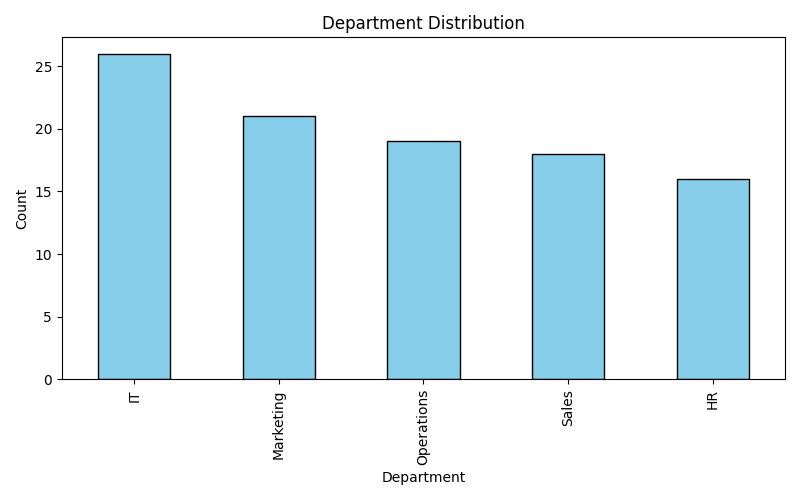 Department Distribution
Count
25
20
15
10
5
0
IT
Marketing
Operations
Sales
HR
Department